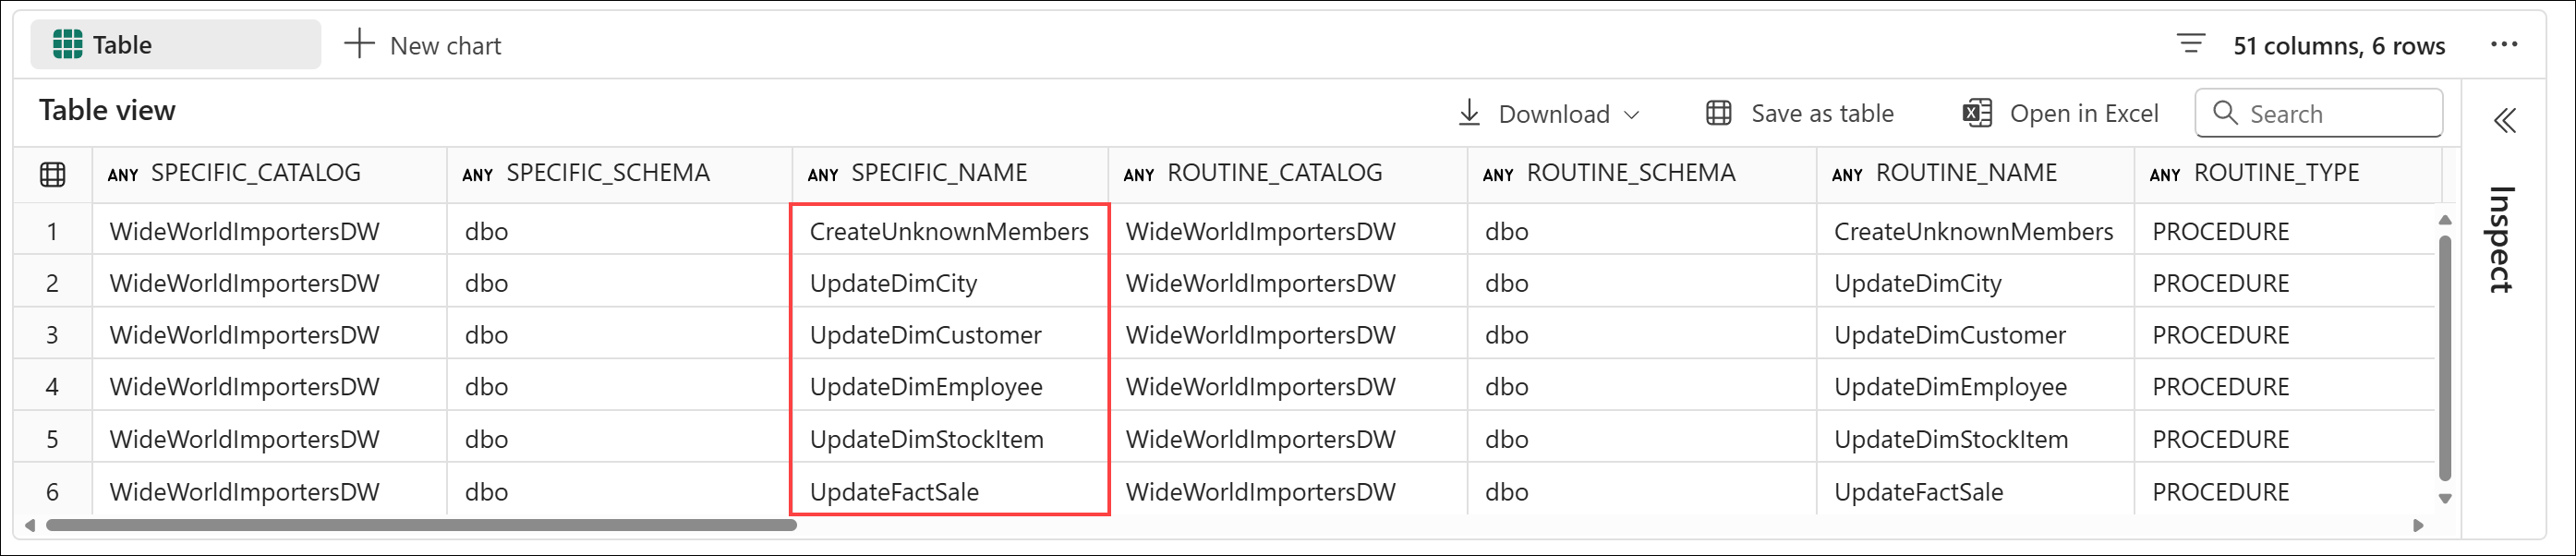 Table New chart 51 columns, 6 rows ...
Table view Download Save as table Open in Excel Search
ANY SPECIFIC_CATALOG ANY SPECIFIC_SCHEMA ANY SPECIFIC_NAME ANY ROUTINE_CATALOG ANY ROUTINE_SCHEMA ANY ROUTINE_NAME ANY ROUTINE_TYPE
1 WideWorldImportersDW dbo CreateUnknownMembers WideWorldImportersDW dbo CreateUnknownMembers PROCEDURE
2 WideWorldImportersDW dbo UpdateDimCity WideWorldImportersDW dbo UpdateDimCity PROCEDURE
3 WideWorldImportersDW dbo UpdateDimCustomer WideWorldImportersDW dbo UpdateDimCustomer PROCEDURE
4 WideWorldImportersDW dbo UpdateDimEmployee WideWorldImportersDW dbo UpdateDimEmployee PROCEDURE
5 WideWorldImportersDW dbo UpdateDimStockItem WideWorldImportersDW dbo UpdateDimStockItem PROCEDURE
6 WideWorldImportersDW dbo UpdateFactSale WideWorldImportersDW dbo UpdateFactSale PROCEDURE
Inspect